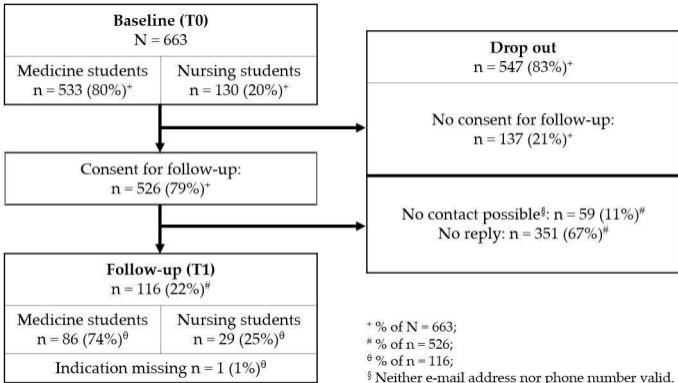 Baseline (T0)
N = 663
Medicine students
n = 533 (80%)⁺
Nursing students
n = 130 (20%)⁺
Drop out
n = 547 (83%)⁺
No consent for follow-up:
n = 137 (21%)⁺
Consent for follow-up:
n = 526 (79%)⁺
No contact possible§: n = 59 (11%)#
No reply: n = 351 (67%)#
Follow-up (T1)
n = 116 (22%)#
Medicine students
n = 86 (74%)θ
Nursing students
n = 29 (25%)θ
Indication missing n = 1 (1%)θ
⁺ % of N = 663;
# % of n = 526;
θ % of n = 116;
§ Neither e-mail address nor phone number valid.